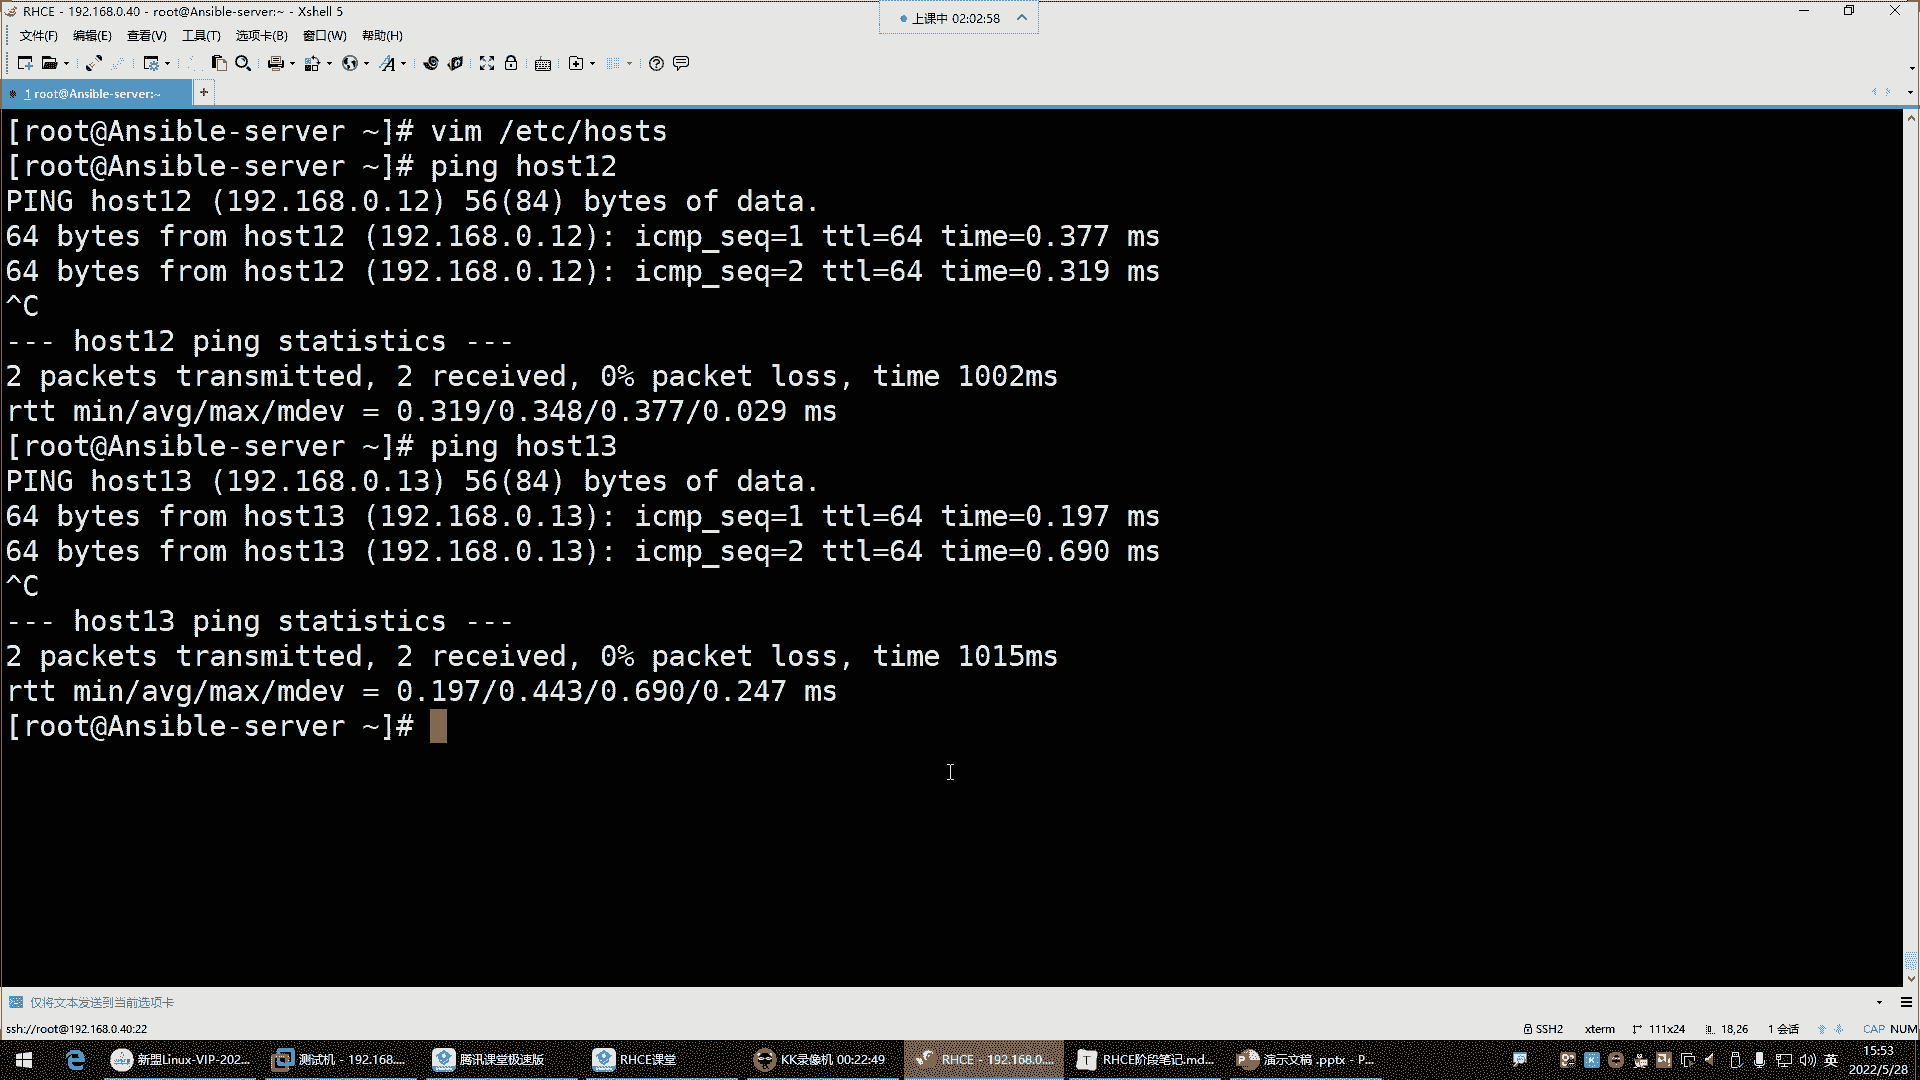 RHCE - 192.168.0.40 - root@Ansible-server:~ - Xshell 5
上课中 02:02:58
文件(F) 编辑(E) 查看(V) 工具(T) 选项卡(B) 窗口(W) 帮助(H)
1 root@Ansible-server:~
[root@Ansible-server ~]# vim /etc/hosts
[root@Ansible-server ~]# ping host12
PING host12 (192.168.0.12) 56(84) bytes of data.
64 bytes from host12 (192.168.0.12): icmp_seq=1 ttl=64 time=0.377 ms
64 bytes from host12 (192.168.0.12): icmp_seq=2 ttl=64 time=0.319 ms
^C
--- host12 ping statistics ---
2 packets transmitted, 2 received, 0% packet loss, time 1002ms
rtt min/avg/max/mdev = 0.319/0.348/0.377/0.029 ms
[root@Ansible-server ~]# ping host13
PING host13 (192.168.0.13) 56(84) bytes of data.
64 bytes from host13 (192.168.0.13): icmp_seq=1 ttl=64 time=0.197 ms
64 bytes from host13 (192.168.0.13): icmp_seq=2 ttl=64 time=0.690 ms
^C
--- host13 ping statistics ---
2 packets transmitted, 2 received, 0% packet loss, time 1015ms
rtt min/avg/max/mdev = 0.197/0.443/0.690/0.247 ms
[root@Ansible-server ~]#
仅将文本发送到当前选项卡
ssh://root@192.168.0.40:22 SSH2 xterm 111x24 18,26 1 会话 CAP NUM
新盟Linux-VIP-202... 测试机 - 192.168.... 腾讯课堂极速版 RHCE课堂 KK录像机 00:22:49 RHCE - 192.168.0.... RHCE阶段笔记.md... 演示文稿 .pptx - P... 英 15:53
2022/5/28